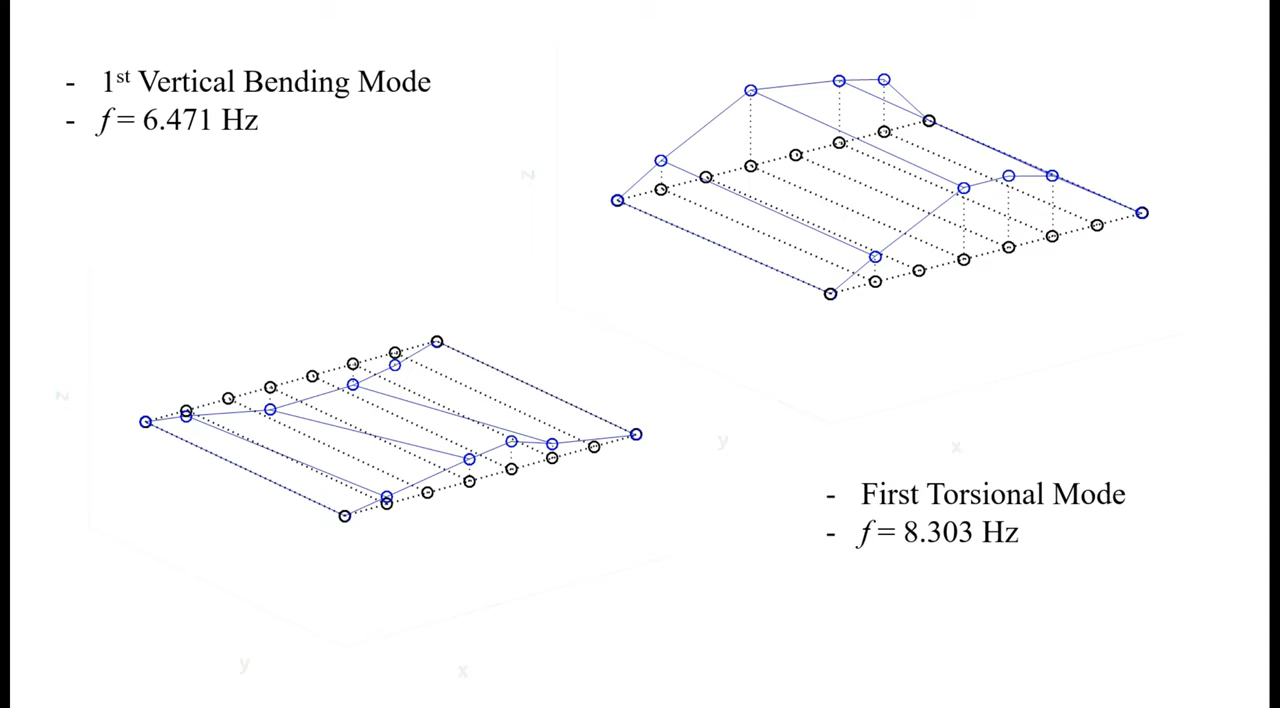 - 1st Vertical Bending Mode
- f = 6.471 Hz
z
y
x
z
y
x
- First Torsional Mode
- f = 8.303 Hz